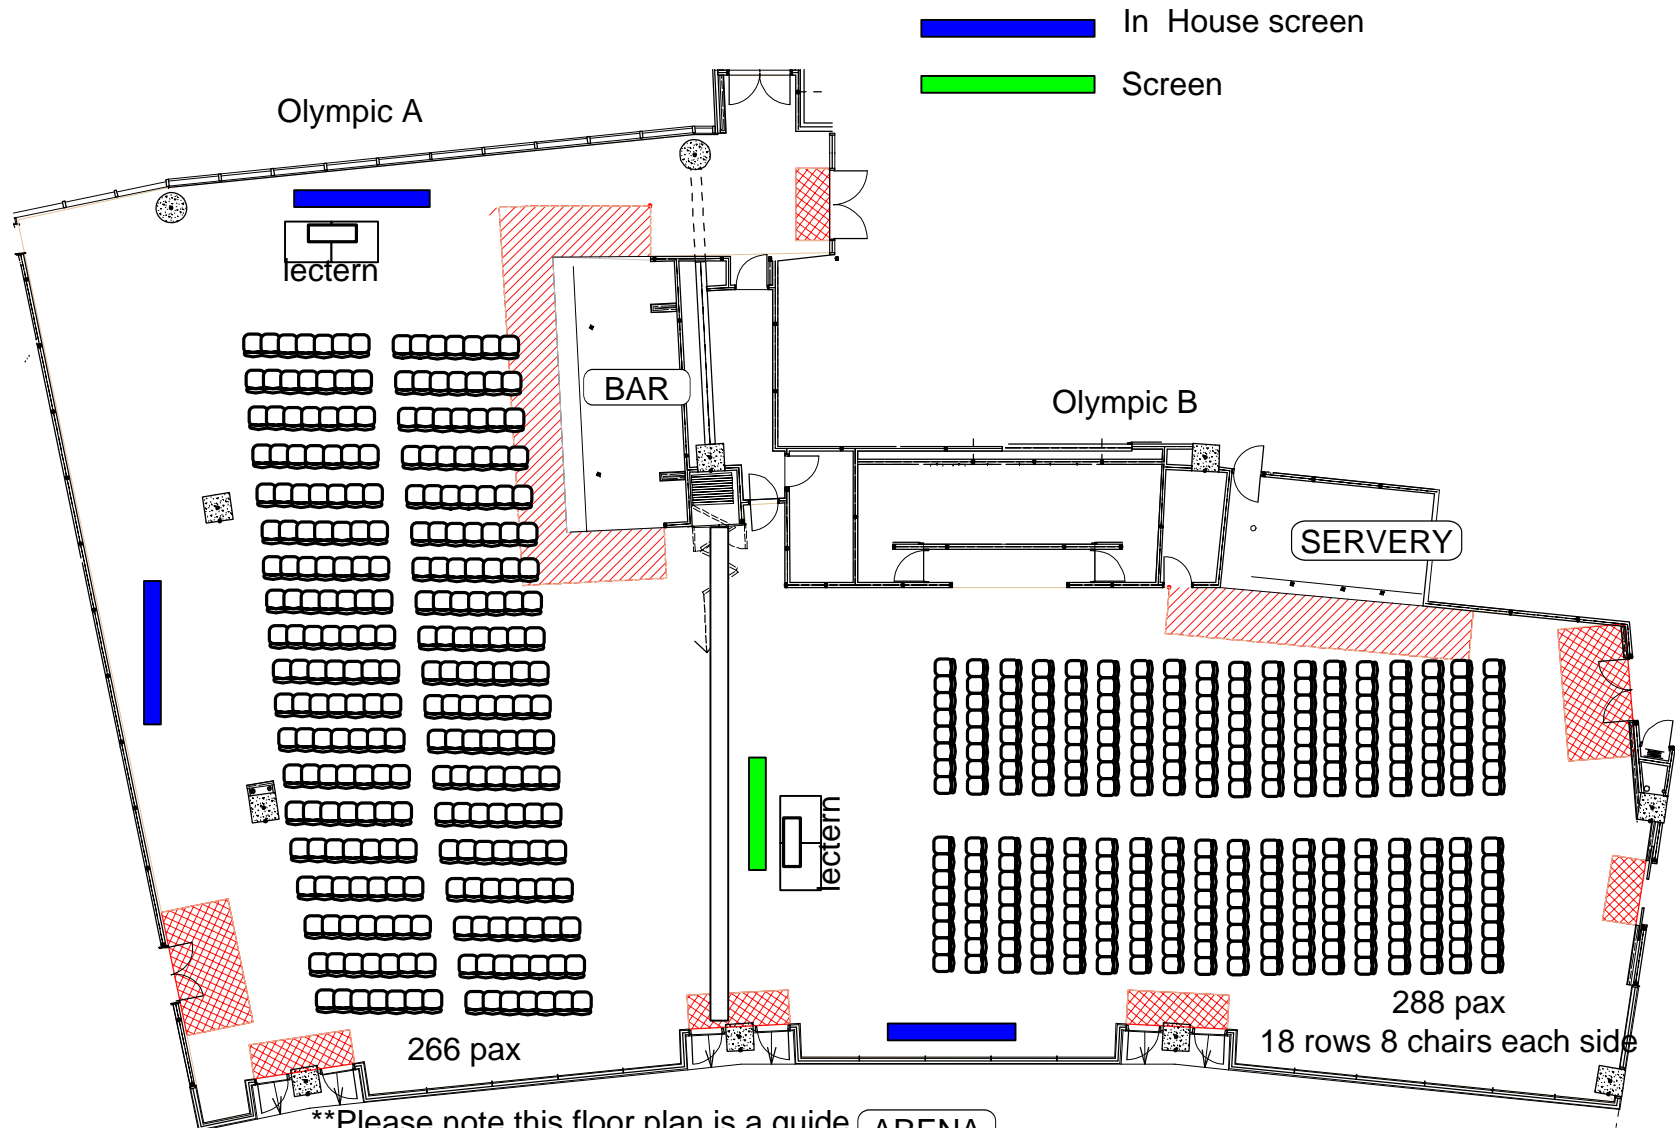 In House screen
Screen
Olympic A
lectern
BAR
Olympic B
SERVERY
lectern
288 pax
18 rows 8 chairs each side
266 pax
**Please note this floor plan is a guide
ARENA